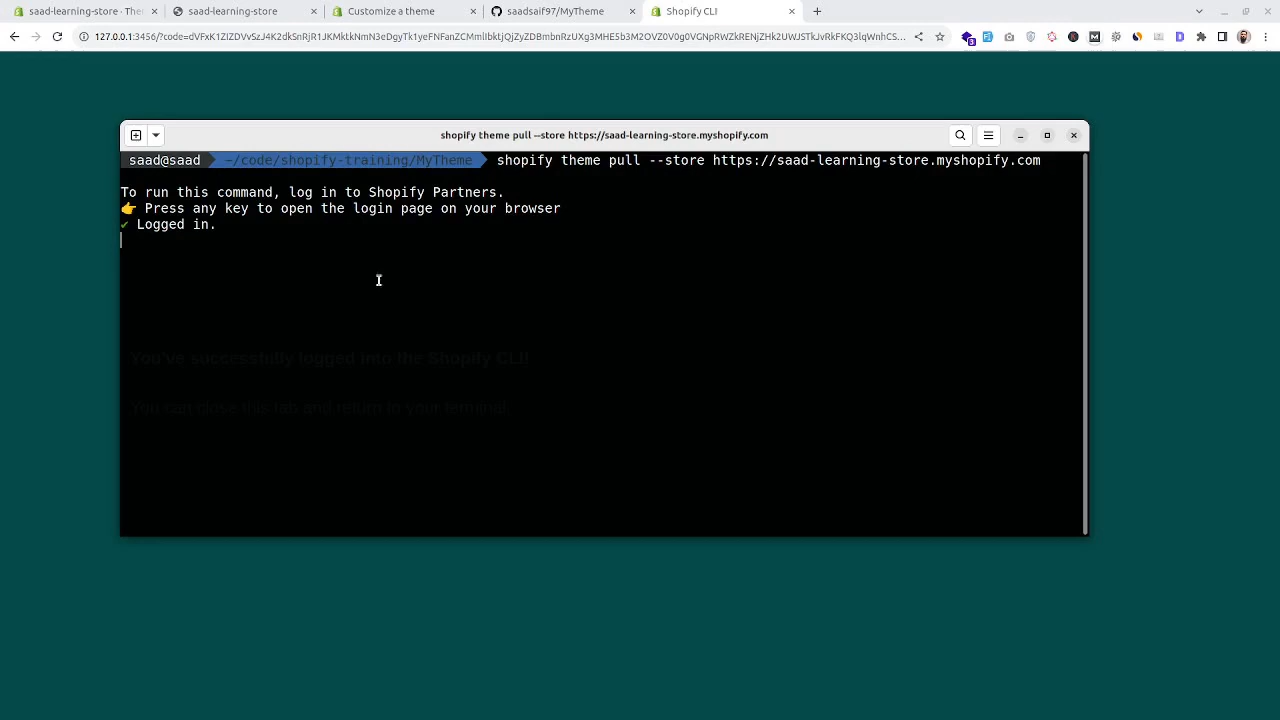 saad-learning-store · The
saad-learning-store
Customize a theme
saadsaif97/MyTheme
Shopify CLI
shopify theme pull --store https://saad-learning-store.myshopify.com
saad@saad ~/code/shopify-training/MyTheme shopify theme pull --store https://saad-learning-store.myshopify.com
To run this command, log in to Shopify Partners.
👉 Press any key to open the login page on your browser
✓ Logged in.
You've successfully logged into the Shopify CLI!
You can close this tab and return to your terminal.